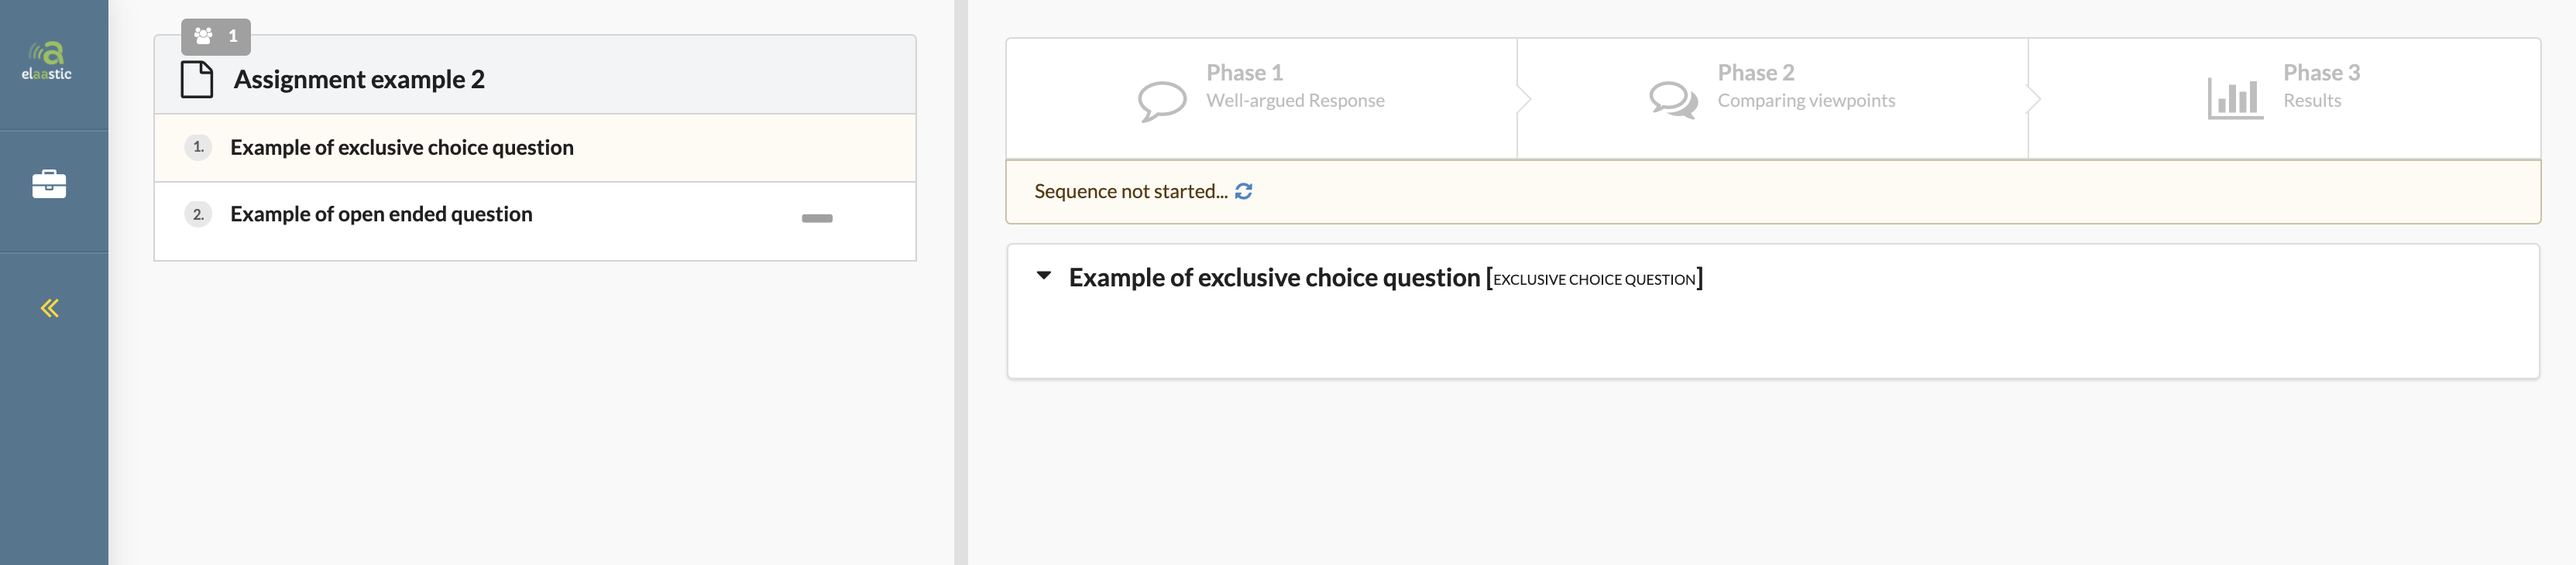 elaastic
1
Assignment example 2
1. Example of exclusive choice question
2. Example of open ended question
Phase 1
Well-argued Response
Phase 2
Comparing viewpoints
Phase 3
Results
Sequence not started...
Example of exclusive choice question [EXCLUSIVE CHOICE QUESTION]